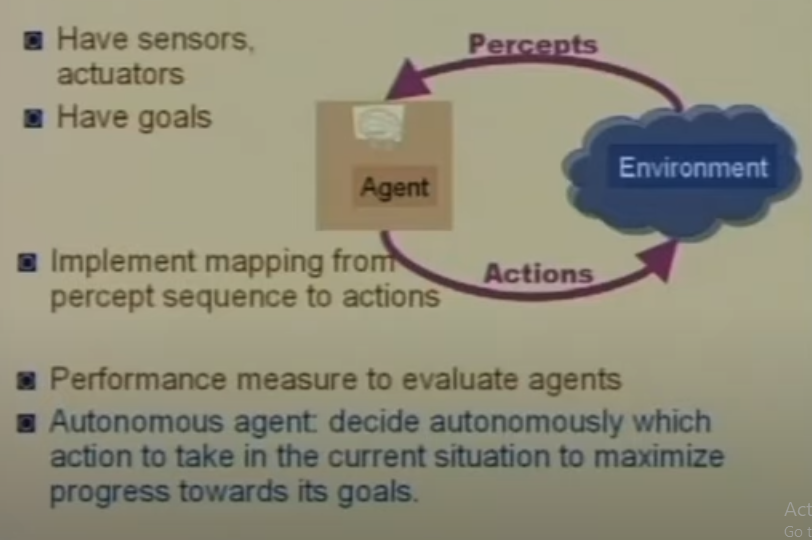 Have sensors,
actuators
Have goals
Percepts
Agent
Environment
Actions
Implement mapping from
percept sequence to actions
Performance measure to evaluate agents
Autonomous agent: decide autonomously which
action to take in the current situation to maximize
progress towards its goals.
Act
Go t